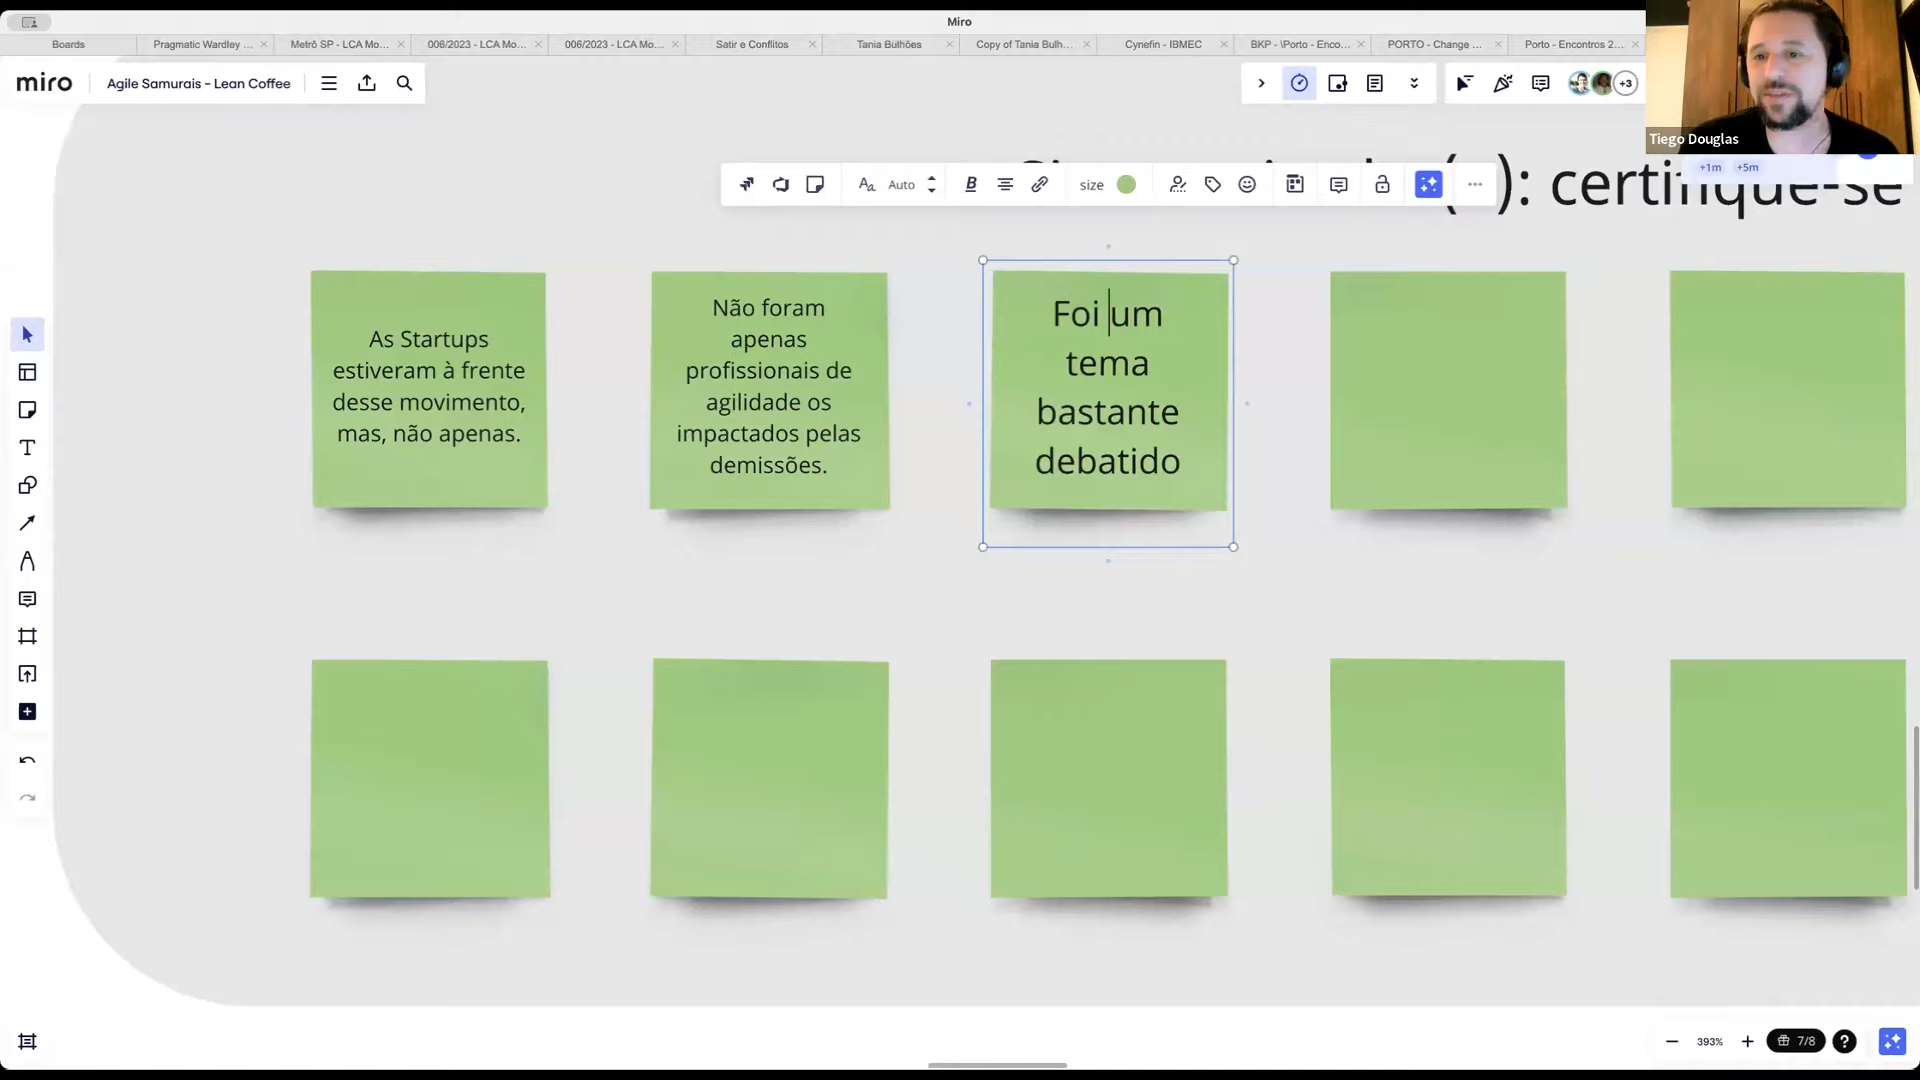 Miro
Boards
Pragmatic Wardley ...
Metrô SP - LCA Mo...
006/2023 - LCA Mo...
006/2023 - LCA Mo...
Satir e Conflitos
Tania Bulhões
Copy of Tania Bulh...
Cynefin - IBMEC
BKP - \Porto - Enco...
PORTO - Change ...
Porto - Encontros 2...
miro
Agile Samurais - Lean Coffee
+3
Tiego Douglas
+1m +5m
): certifique-se
Auto
B
size
As Startups
estiveram à frente
desse movimento,
mas, não apenas.
Não foram
apenas
profissionais de
agilidade os
impactados pelas
demissões.
Foi um
tema
bastante
debatido
393%
7/8
?